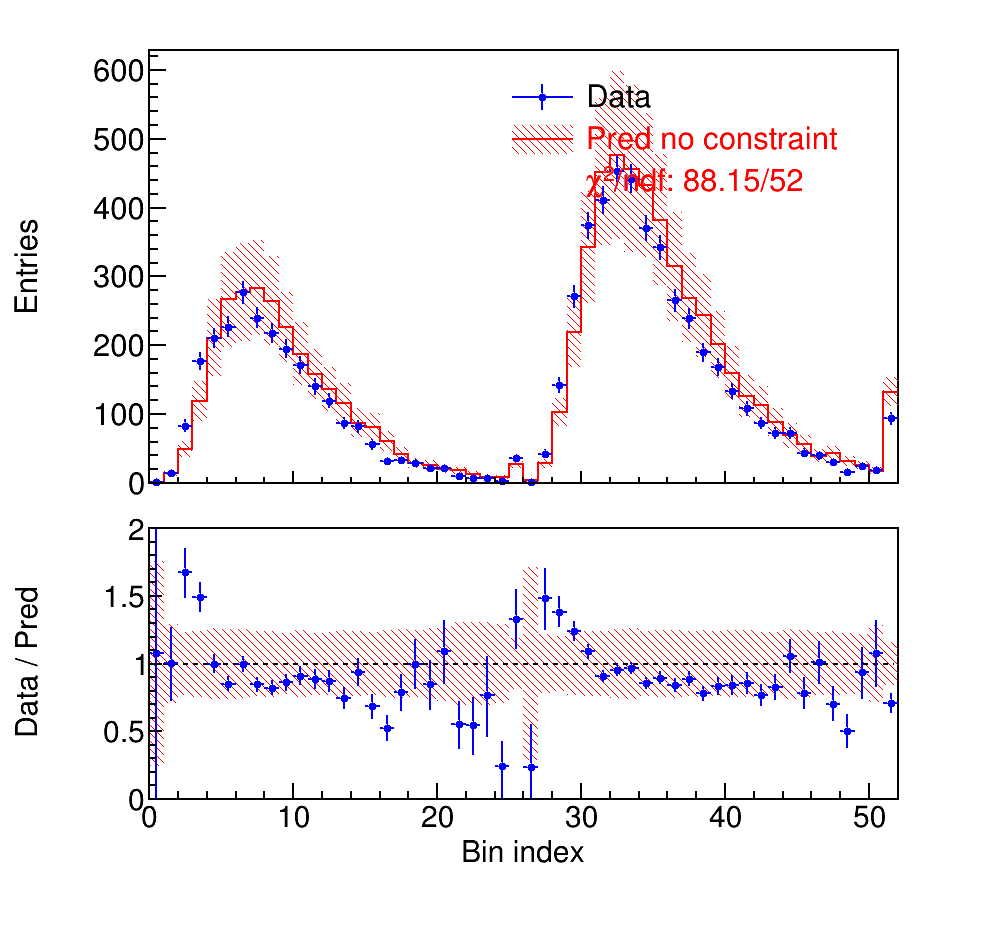 Entries
600
500
400
300
200
100
0
Data
Pred no constraint
χ²/ndf: 88.15/52
Data / Pred
2
1.5
1
0.5
0
0 10 20 30 40 50
Bin index